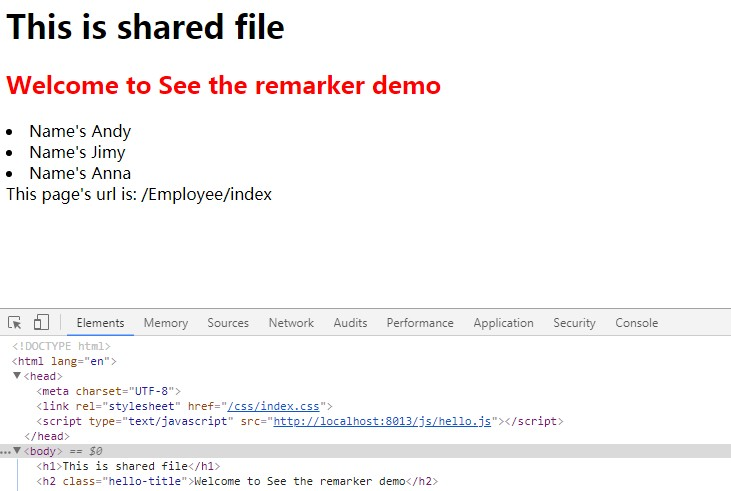 This is shared file
Welcome to See the remarker demo
Name's Andy
Name's Jimy
Name's Anna
This page's url is: /Employee/index
Elements Memory Sources Network Audits Performance Application Security Console
<!DOCTYPE html>
<html lang="en">
<head>
<meta charset="UTF-8">
<link rel="stylesheet" href="/css/index.css">
<script type="text/javascript" src="http://localhost:8013/js/hello.js"></script>
</head>
...<body> == $0
<h1>This is shared file</h1>
<h2 class="hello-title">Welcome to See the remarker demo</h2>